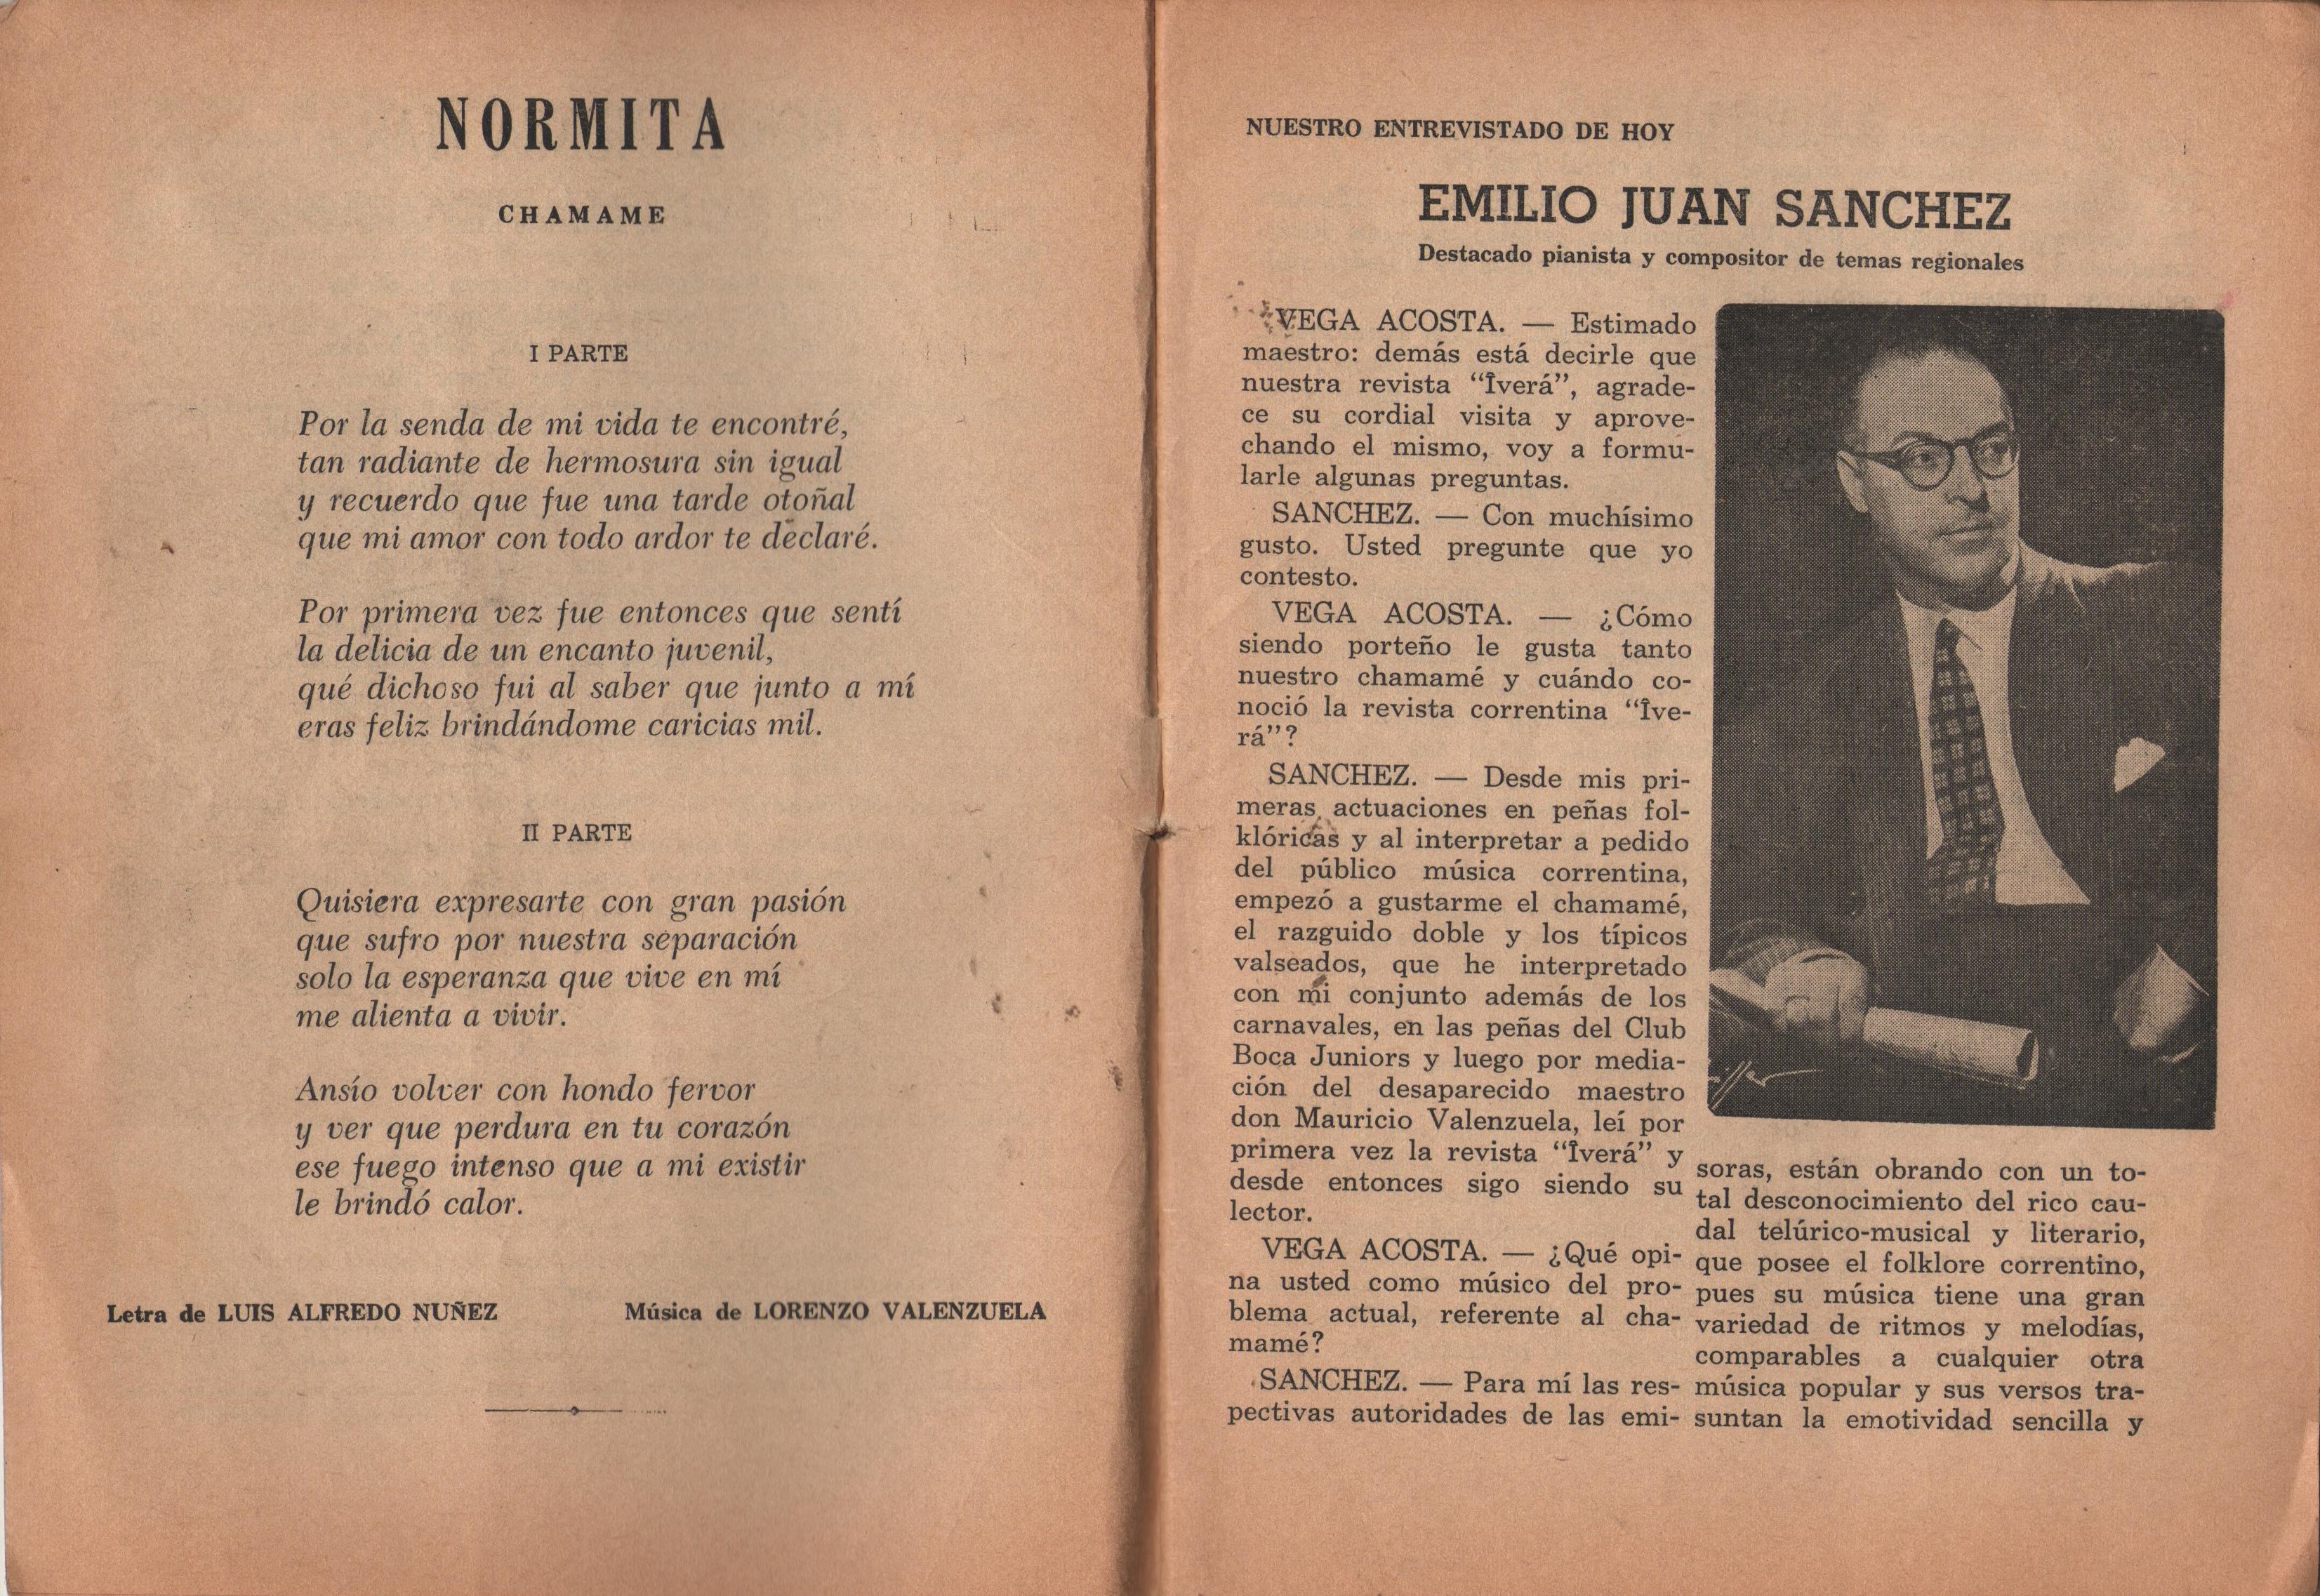 NORMITA
CHAMAME
I PARTE
Por la senda de mi vida te encontré,
tan radiante de hermosura sin igual
y recuerdo que fue una tarde otoñal
que mi amor con todo ardor te declaré.
Por primera vez fue entonces que sentí
la delicia de un encanto juvenil,
qué dichoso fui al saber que junto a mí
eras feliz brindándome caricias mil.
II PARTE
Quisiera expresarte con gran pasión
que sufro por nuestra separación
solo la esperanza que vive en mí
me alienta a vivir.
Ansío volver con hondo fervor
y ver que perdura en tu corazón
ese fuego intenso que a mi existir
le brindó calor.
Letra de LUIS ALFREDO NUÑEZ
Música de LORENZO VALENZUELA
NUESTRO ENTREVISTADO DE HOY
EMILIO JUAN SANCHEZ
Destacado pianista y compositor de temas regionales
VEGA ACOSTA. — Estimado
maestro: demás está decirle que
nuestra revista “Îverá”, agrade-
ce su cordial visita y aprove-
chando el mismo, voy a formu-
larle algunas preguntas.
SANCHEZ. — Con muchísimo
gusto. Usted pregunte que yo
contesto.
VEGA ACOSTA. — ¿Cómo
siendo porteño le gusta tanto
nuestro chamamé y cuándo co-
noció la revista correntina “Îve-
rá”?
SANCHEZ. — Desde mis pri-
meras actuaciones en peñas fol-
klóricas y al interpretar a pedido
del público música correntina,
empezó a gustarme el chamamé,
el razguido doble y los típicos
valseados, que he interpretado
con mi conjunto además de los
carnavales, en las peñas del Club
Boca Juniors y luego por media-
ción del desaparecido maestro
don Mauricio Valenzuela, leí por
primera vez la revista “Îverá” y
desde entonces sigo siendo su
lector.
VEGA ACOSTA. — ¿Qué opi-
na usted como músico del pro-
blema actual, referente al cha-
mamé?
SANCHEZ. — Para mí las res-
pectivas autoridades de las emi-
soras, están obrando con un to-
tal desconocimiento del rico cau-
dal telúrico-musical y literario,
que posee el folklore correntino,
pues su música tiene una gran
variedad de ritmos y melodías,
comparables a cualquier otra
música popular y sus versos tra-
suntan la emotividad sencilla y